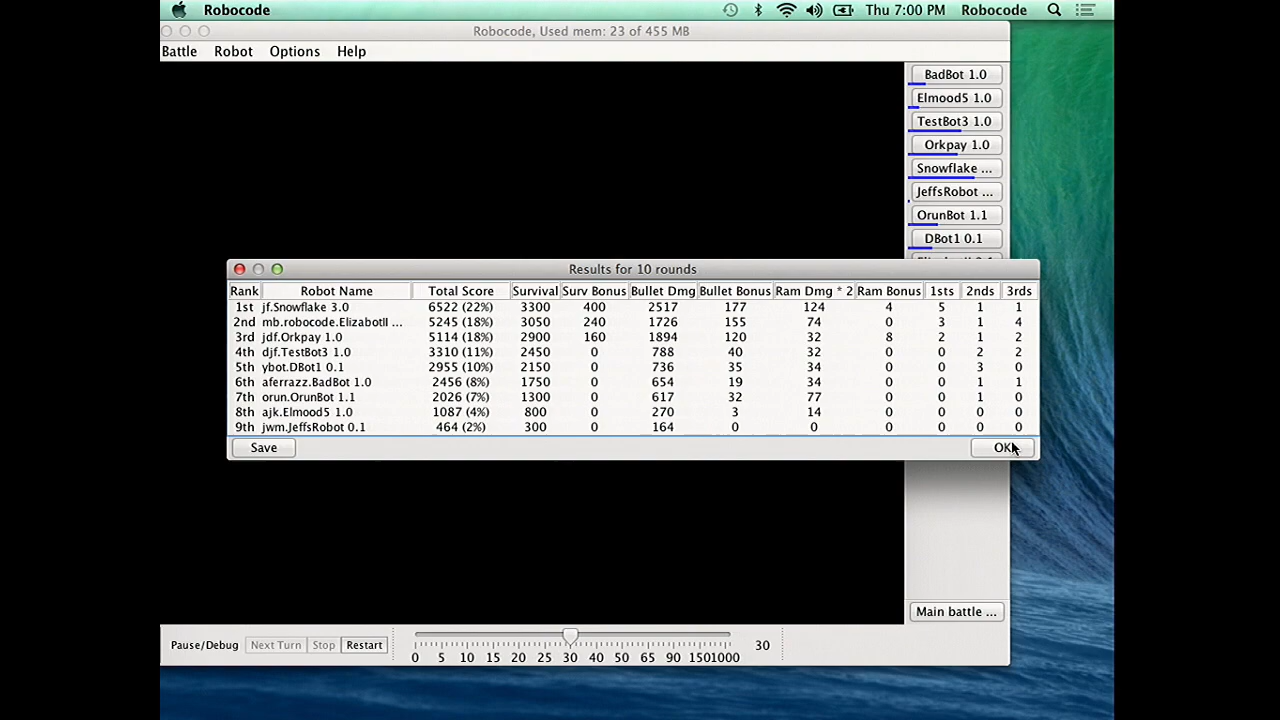 Robocode Thu 7:00 PM Robocode
Robocode, Used mem: 23 of 455 MB
Battle Robot Options Help
BadBot 1.0
Elmood5 1.0
TestBot3 1.0
Orkpay 1.0
Snowflake ...
JeffsRobot ...
OrunBot 1.1
DBot1 0.1
Results for 10 rounds
Rank Robot Name Total Score Survival Surv Bonus Bullet Dmg Bullet Bonus Ram Dmg * 2 Ram Bonus 1sts 2nds 3rds
1st jf.Snowflake 3.0 6522 (22%) 3300 400 2517 177 124 4 5 1 1
2nd mb.robocode.ElizabotII ... 5245 (18%) 3050 240 1726 155 74 0 3 1 4
3rd jdf.Orkpay 1.0 5114 (18%) 2900 160 1894 120 32 8 2 1 2
4th djf.TestBot3 1.0 3310 (11%) 2450 0 788 40 32 0 0 2 2
5th ybot.DBot1 0.1 2955 (10%) 2150 0 736 35 34 0 0 3 0
6th aferrazz.BadBot 1.0 2456 (8%) 1750 0 654 19 34 0 0 1 1
7th orun.OrunBot 1.1 2026 (7%) 1300 0 617 32 77 0 0 1 0
8th ajk.Elmood5 1.0 1087 (4%) 800 0 270 3 14 0 0 0 0
9th jwm.JeffsRobot 0.1 464 (2%) 300 0 164 0 0 0 0 0 0
Save OK
Main battle ...
Pause/Debug Next Turn Stop Restart 30
0 5 10 15 20 25 30 40 50 65 90 150 1000